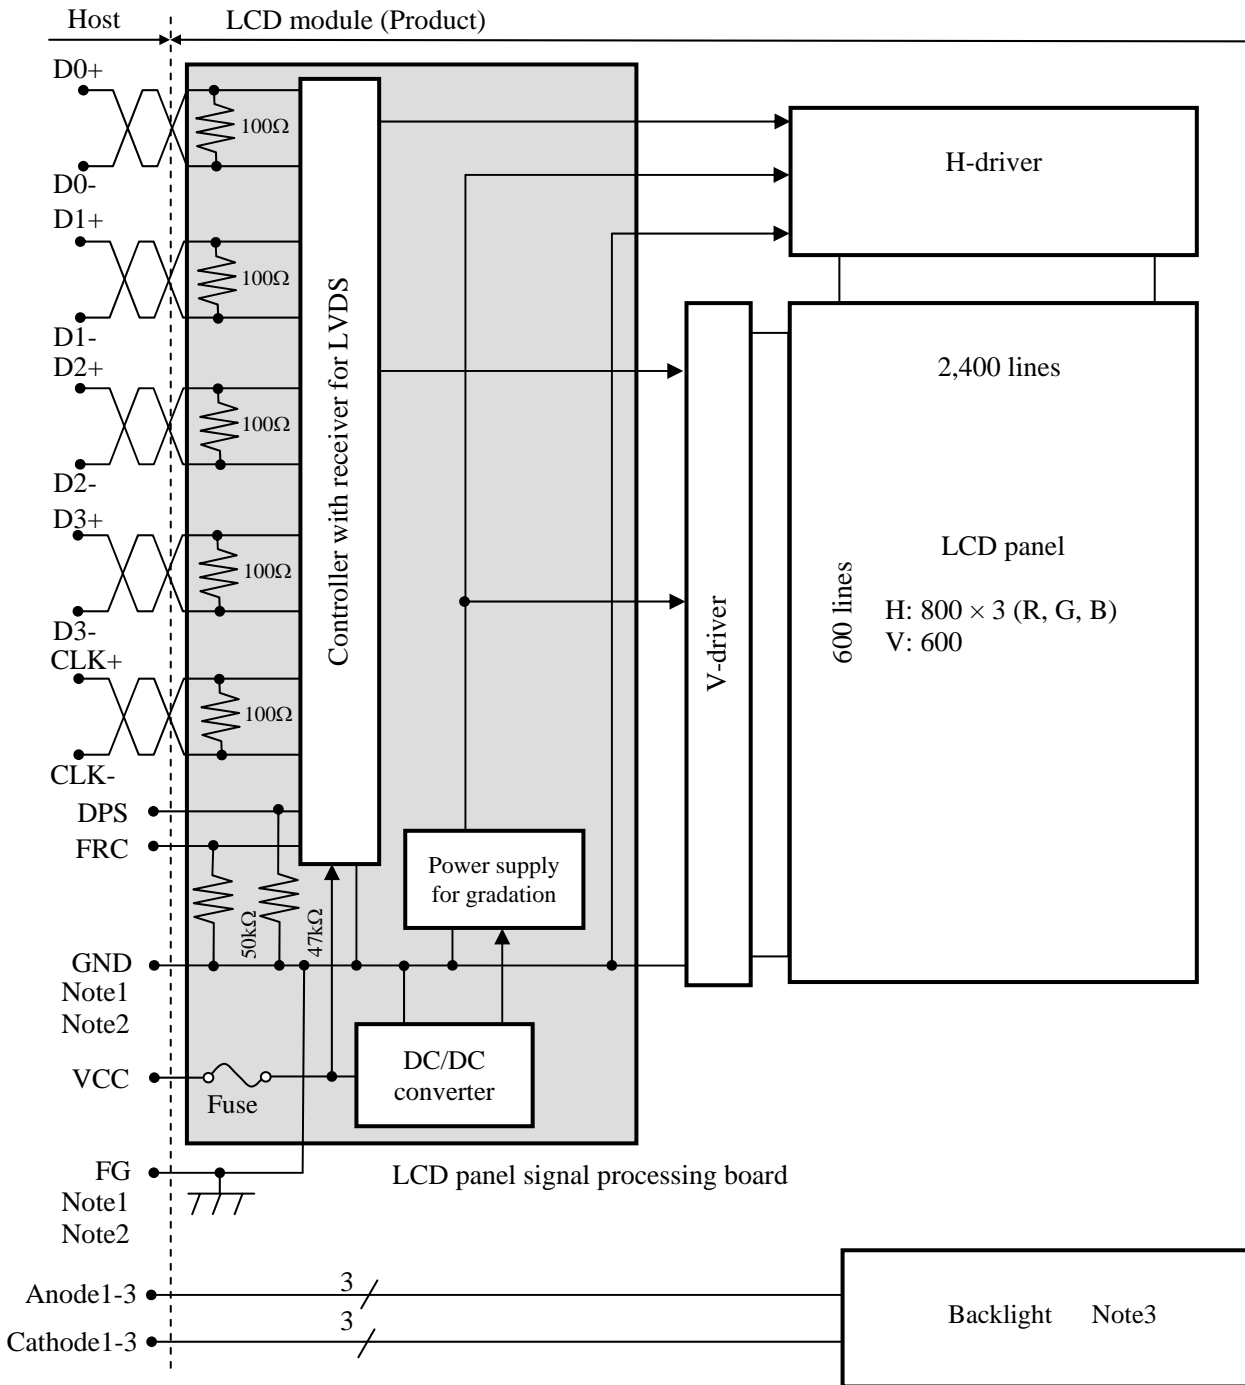 Host
LCD module (Product)
D0+
100Ω
D0-
D1+
100Ω
D1-
D2+
100Ω
D2-
D3+
100Ω
D3-
CLK+
100Ω
CLK-
DPS
FRC
50kΩ
47kΩ
GND
Note1
Note2
VCC
Fuse
FG
Note1
Note2
Anode1-3
3
Cathode1-3
3
Controller with receiver for LVDS
Power supply
for gradation
DC/DC
converter
LCD panel signal processing board
H-driver
V-driver
2,400 lines
600 lines
LCD panel
H: 800 × 3 (R, G, B)
V: 600
Backlight Note3